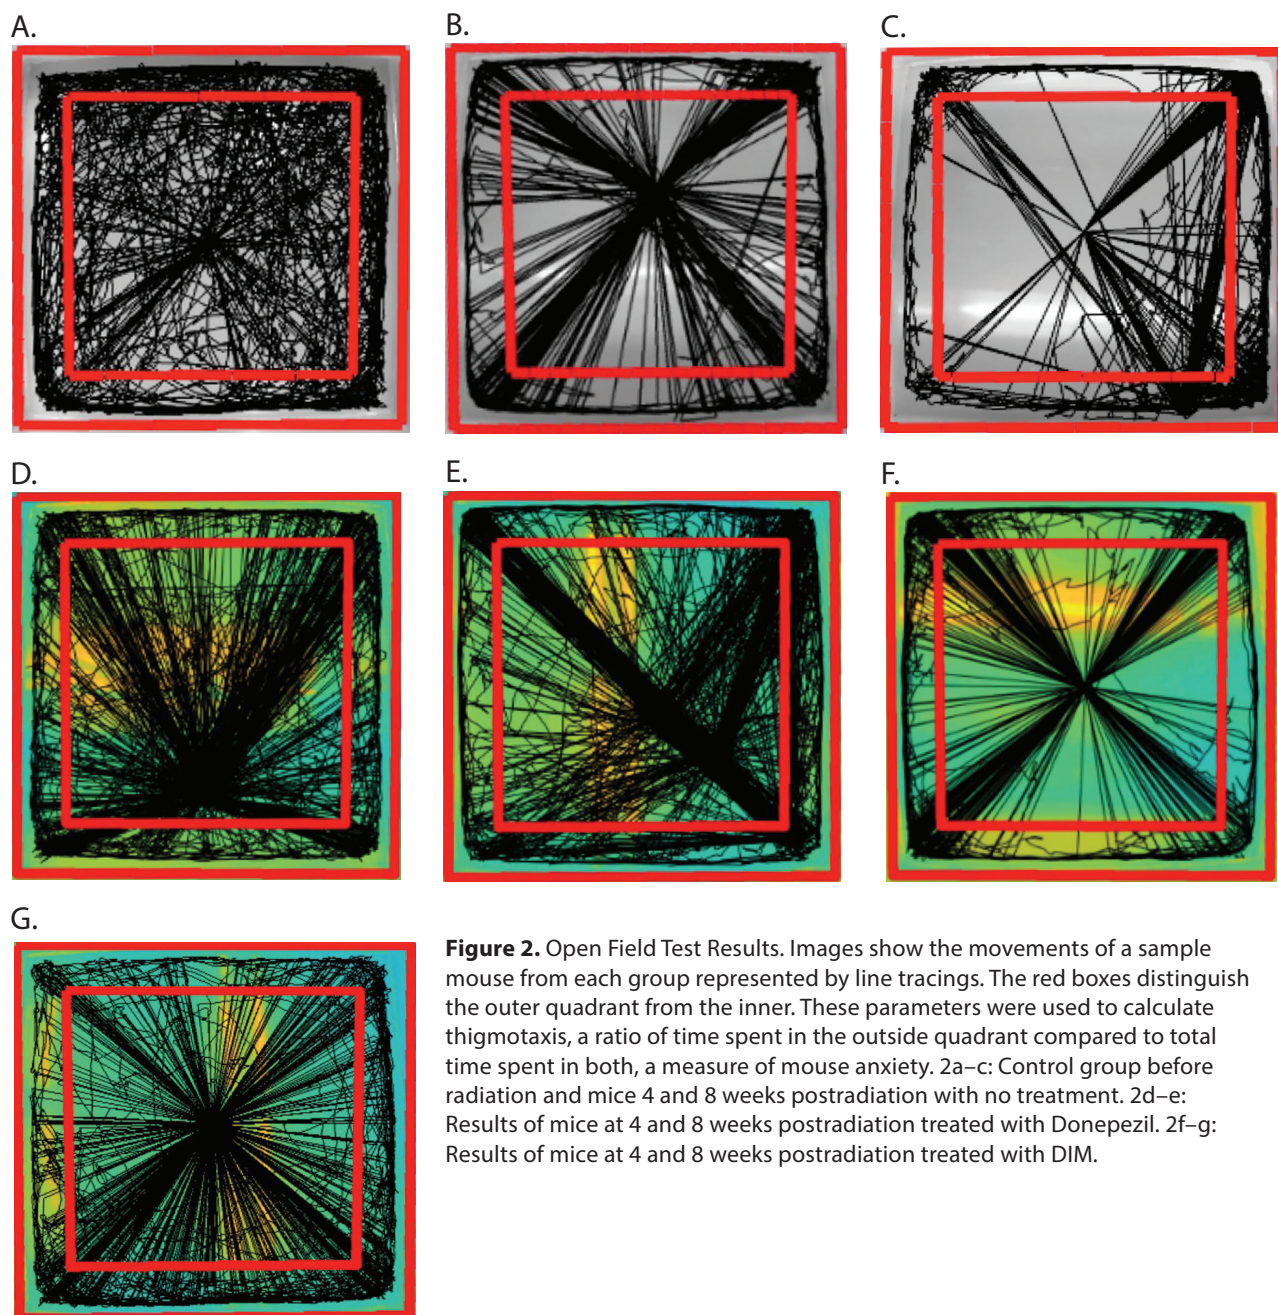 A.
B.
C.
D.
E.
F.
G.
Figure 2. Open Field Test Results. Images show the movements of a sample
mouse from each group represented by line tracings. The red boxes distinguish
the outer quadrant from the inner. These parameters were used to calculate
thigmotaxis, a ratio of time spent in the outside quadrant compared to total
time spent in both, a measure of mouse anxiety. 2a–c: Control group before
radiation and mice 4 and 8 weeks postradiation with no treatment. 2d–e:
Results of mice at 4 and 8 weeks postradiation treated with Donepezil. 2f–g:
Results of mice at 4 and 8 weeks postradiation treated with DIM.